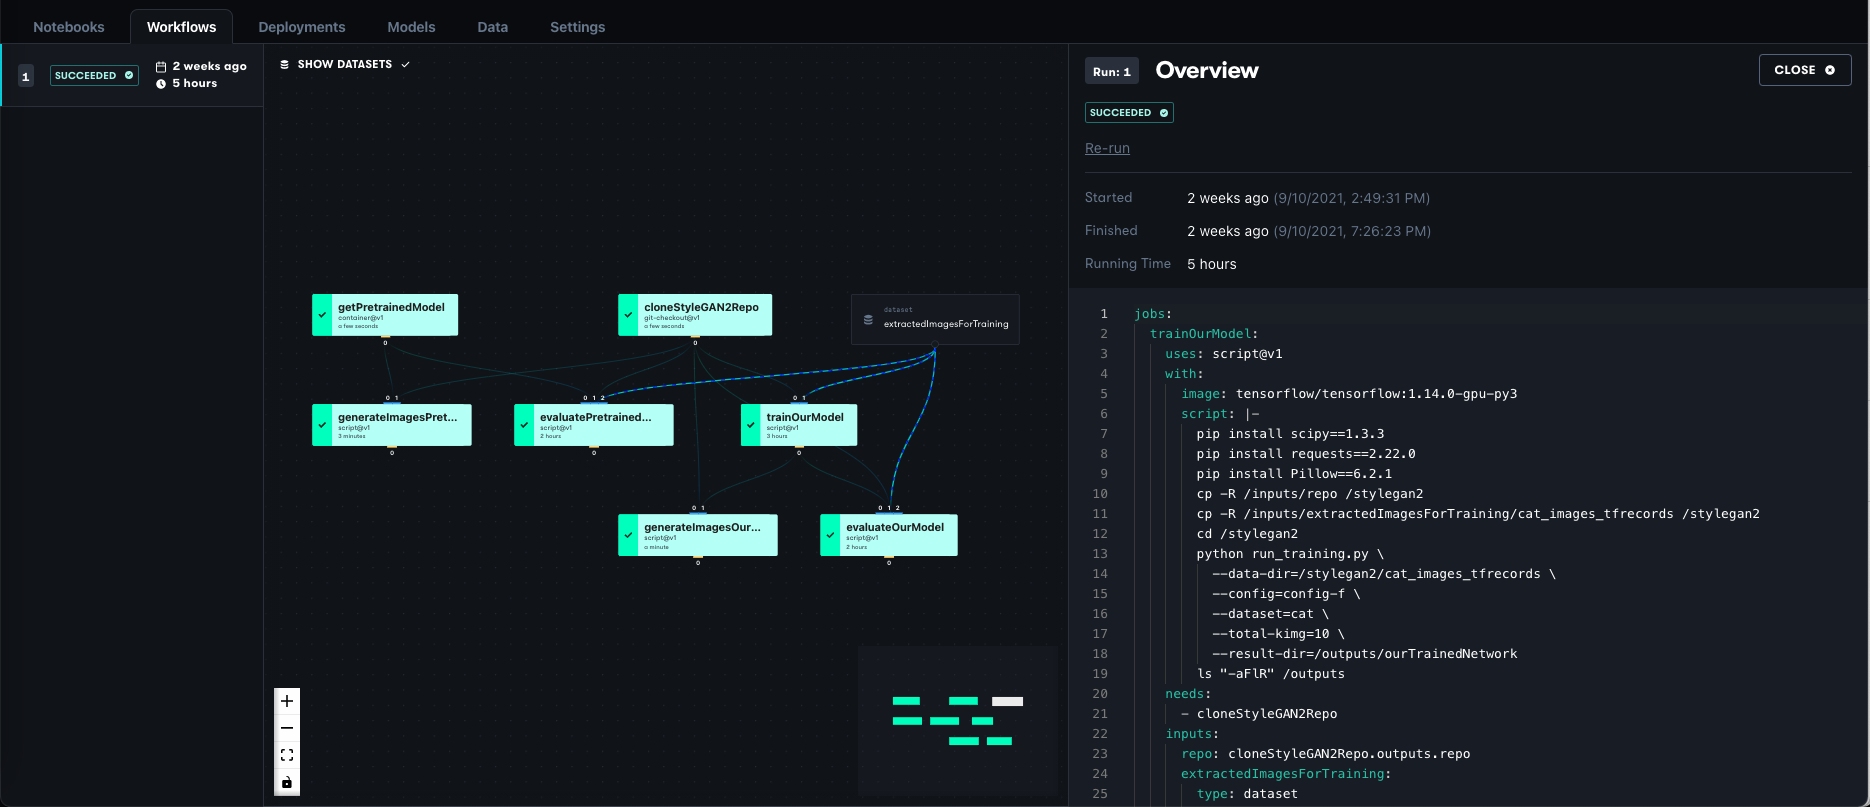 Notebooks
Workflows
Deployments
Models
Data
Settings
1
SUCCEEDED
2 weeks ago
5 hours
SHOW DATASETS
getPretrainedModel
container@v1
a few seconds
0
cloneStyleGAN2Repo
git-checkout@v1
a few seconds
0
dataset
extractedImagesForTraining
0 1
generateImagesPret...
script@v1
3 minutes
0
0 1 2
evaluatePretrained...
script@v1
2 hours
0
0 1
trainOurModel
script@v1
3 hours
0
0 1
generateImagesOur...
script@v1
a minute
0
0 1 2
evaluateOurModel
script@v1
2 hours
0
Run: 1
Overview
CLOSE
SUCCEEDED
Re-run
Started 2 weeks ago (9/10/2021, 2:49:31 PM)
Finished 2 weeks ago (9/10/2021, 7:26:23 PM)
Running Time 5 hours
1 jobs:
2 trainOurModel:
3 uses: script@v1
4 with:
5 image: tensorflow/tensorflow:1.14.0-gpu-py3
6 script: |-
7 pip install scipy==1.3.3
8 pip install requests==2.22.0
9 pip install Pillow==6.2.1
10 cp -R /inputs/repo /stylegan2
11 cp -R /inputs/extractedImagesForTraining/cat_images_tfrecords /stylegan2
12 cd /stylegan2
13 python run_training.py \
14 --data-dir=/stylegan2/cat_images_tfrecords \
15 --config=config-f \
16 --dataset=cat \
17 --total-kimg=10 \
18 --result-dir=/outputs/ourTrainedNetwork
19 ls "-aFlR" /outputs
20 needs:
21 - cloneStyleGAN2Repo
22 inputs:
23 repo: cloneStyleGAN2Repo.outputs.repo
24 extractedImagesForTraining:
25 type: dataset